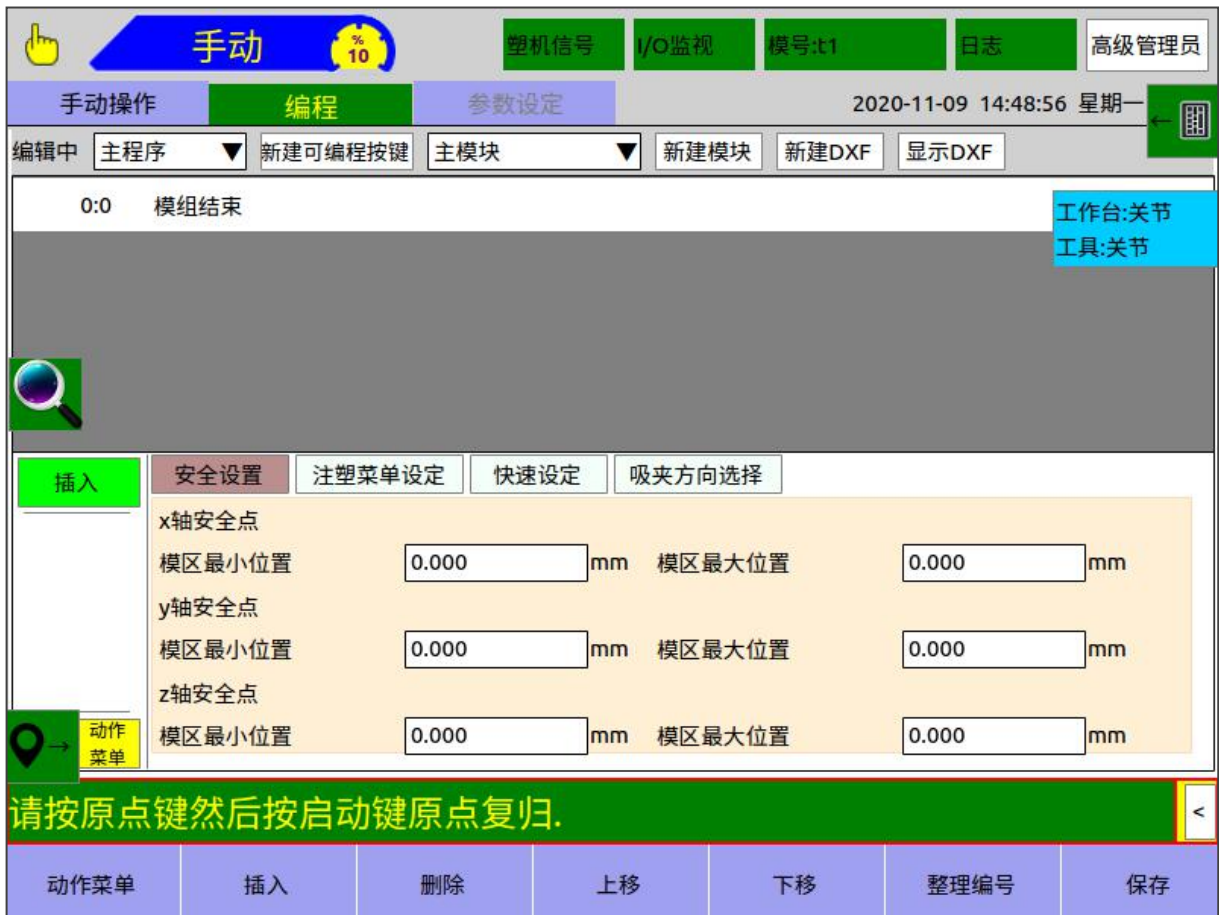 手动 % 10 塑机信号 I/O监视 模号:t1 日志 高级管理员
手动操作 编程 参数设定 2020-11-09 14:48:56 星期一 ←
编辑中 主程序 ▼ 新建可编程按键 主模块 ▼ 新建模块 新建DXF 显示DXF
0:0 模组结束
工作台:关节
工具:关节
插入 安全设置 注塑菜单设定 快速设定 吸夹方向选择
x轴安全点
模区最小位置 0.000 mm 模区最大位置 0.000 mm
y轴安全点
模区最小位置 0.000 mm 模区最大位置 0.000 mm
z轴安全点
模区最小位置 0.000 mm 模区最大位置 0.000 mm
→ 动作
菜单
请按原点键然后按启动键原点复归. <
动作菜单 插入 删除 上移 下移 整理编号 保存